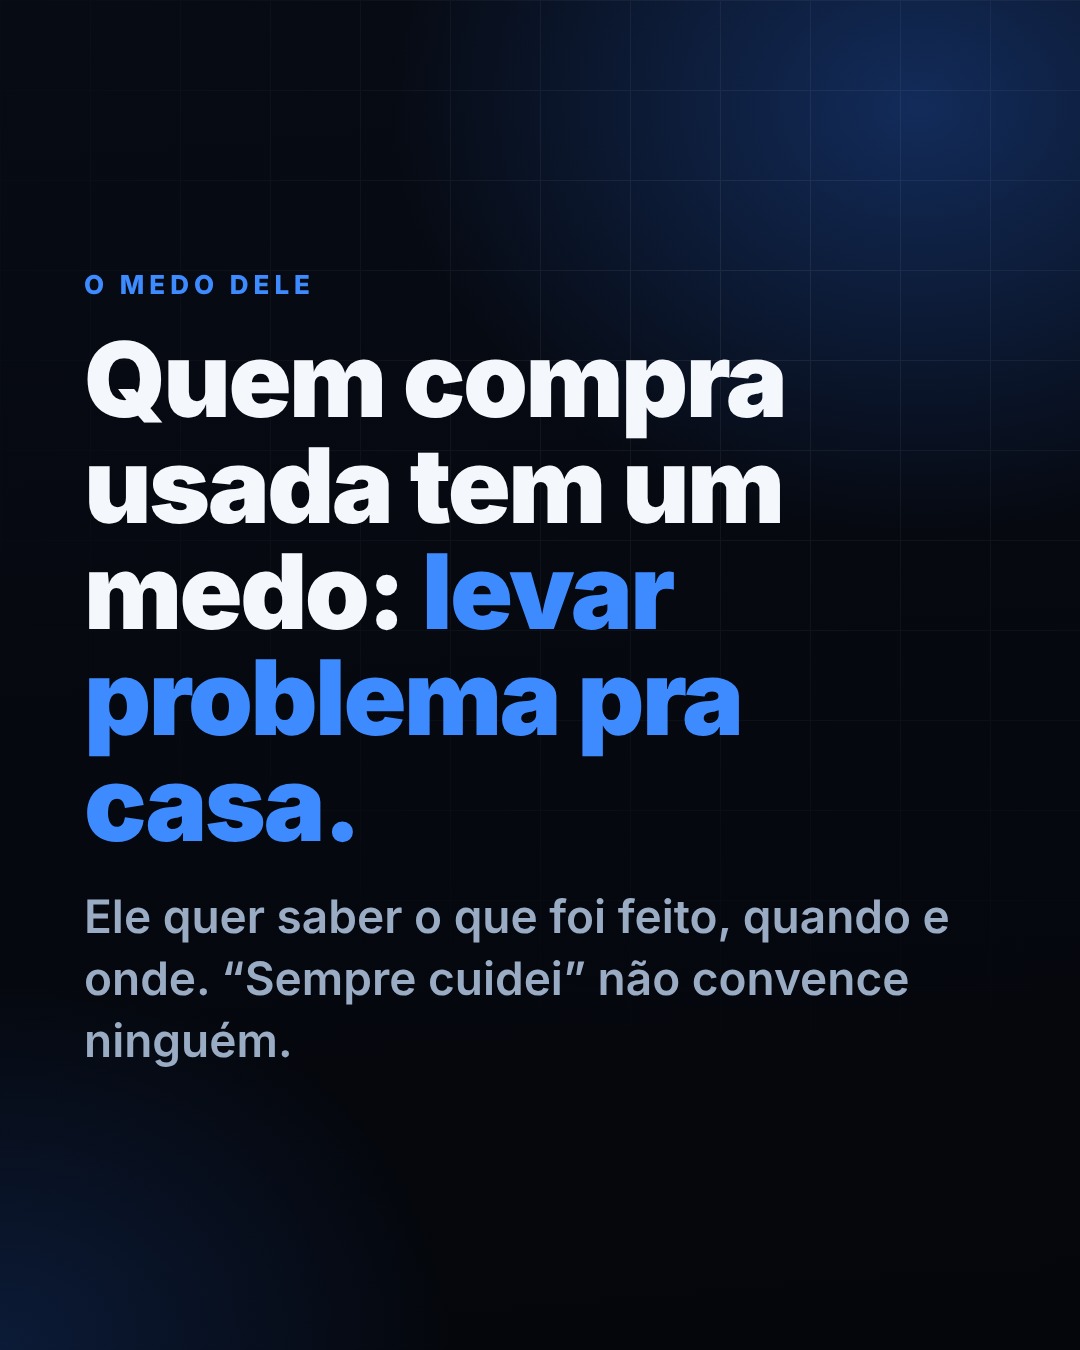 O MEDO DELE
Quem compra
usada tem um
medo: levar
problema pra
casa.
Ele quer saber o que foi feito, quando e
onde. “Sempre cuidei” não convence
ninguém.